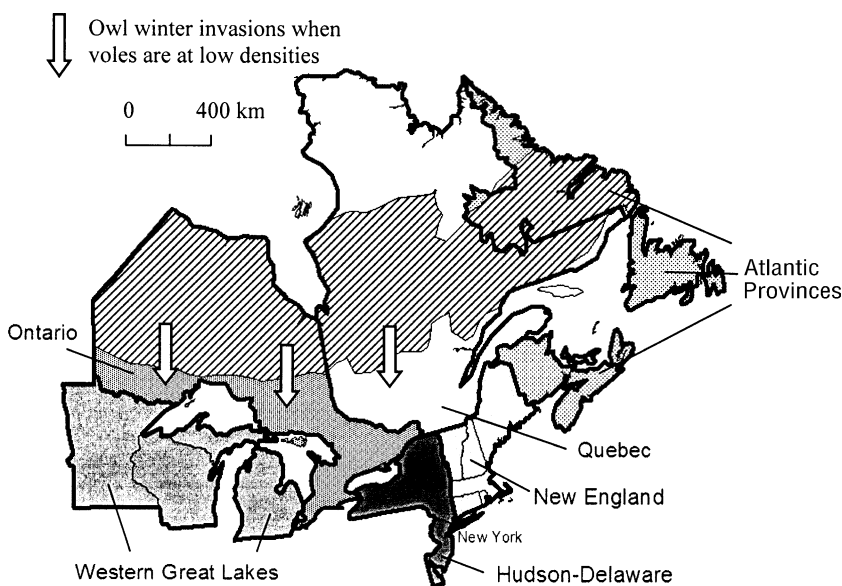 Owl winter invasions when
voles are at low densities
0 400 km
Ontario
Atlantic
Provinces
Quebec
New England
New York
Western Great Lakes
Hudson-Delaware